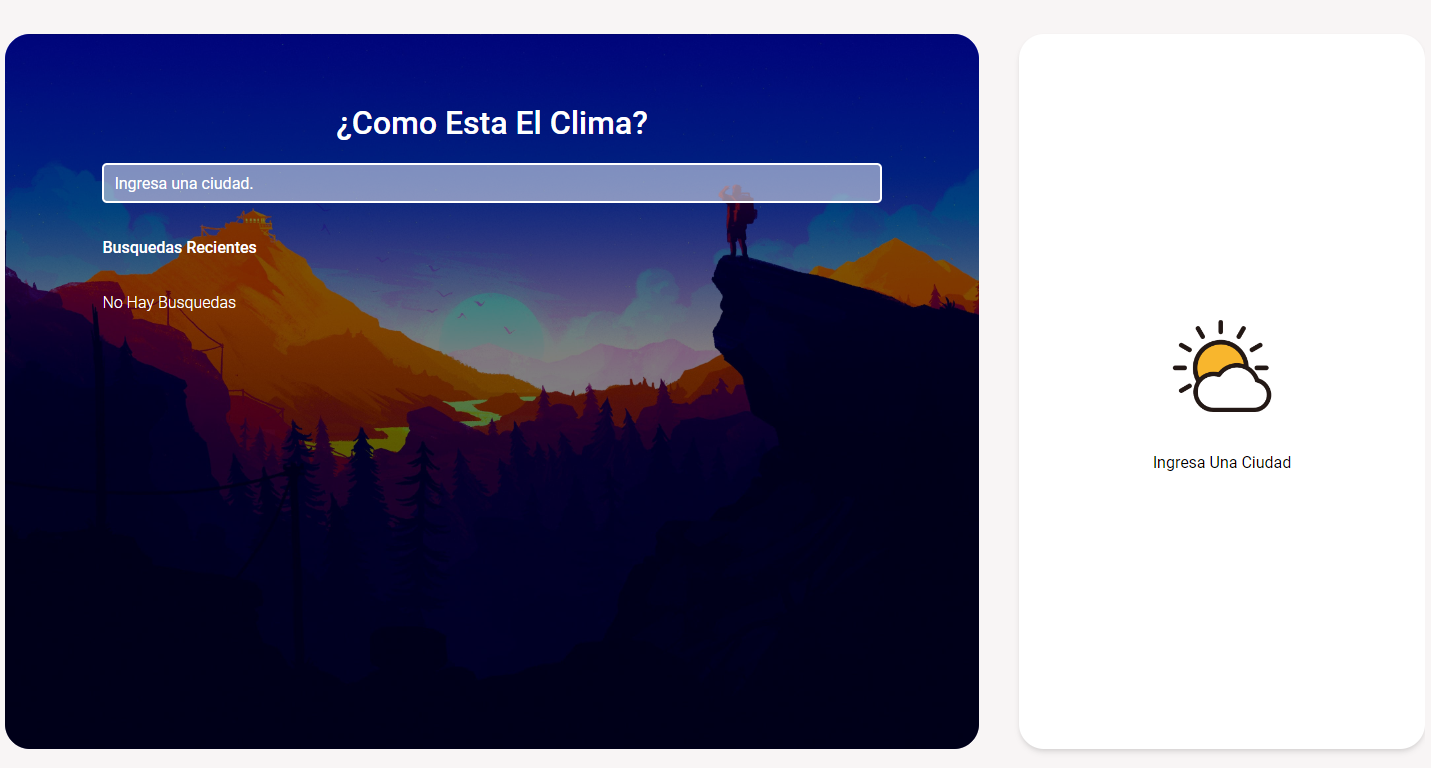 ¿Como Esta El Clima?
Ingresa una ciudad.
Busquedas Recientes
No Hay Busquedas
Ingresa Una Ciudad